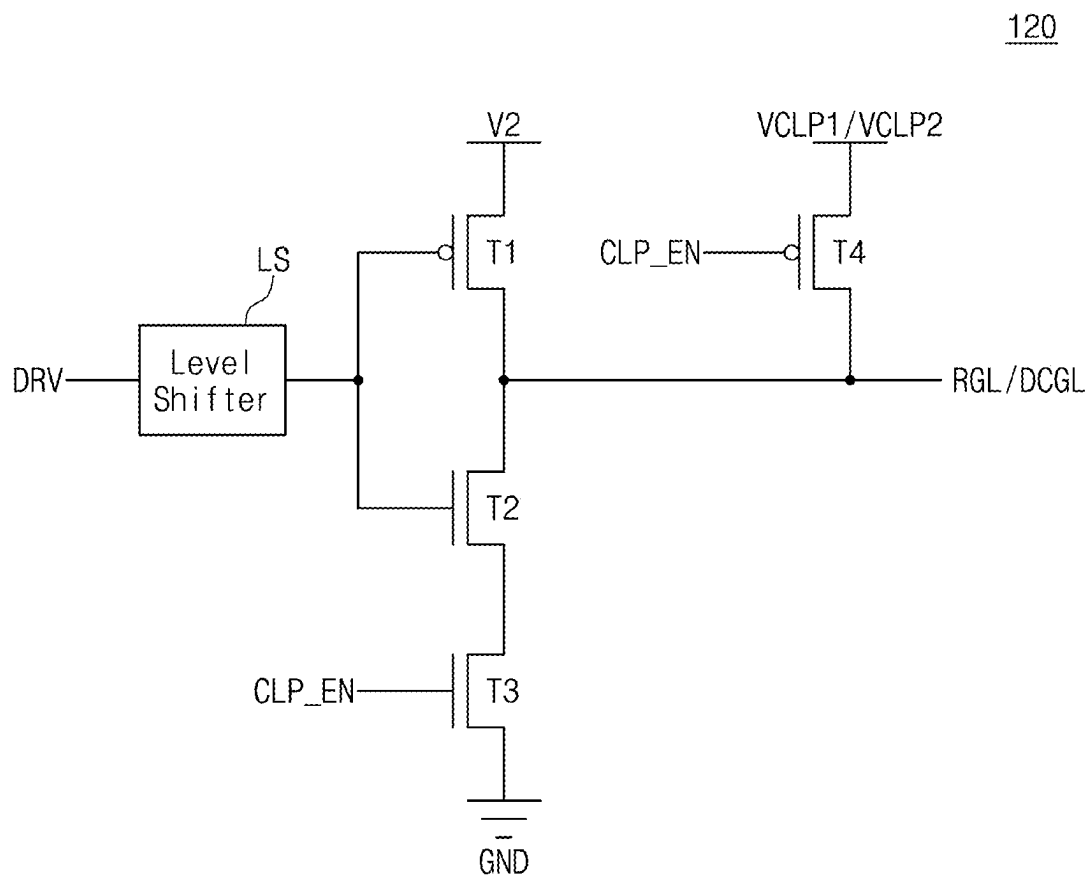 120
V2
VCLP1/VCLP2
T1
CLP_EN
T4
LS
DRV
Level
Shifter
RGL/DCGL
T2
CLP_EN
T3
GND